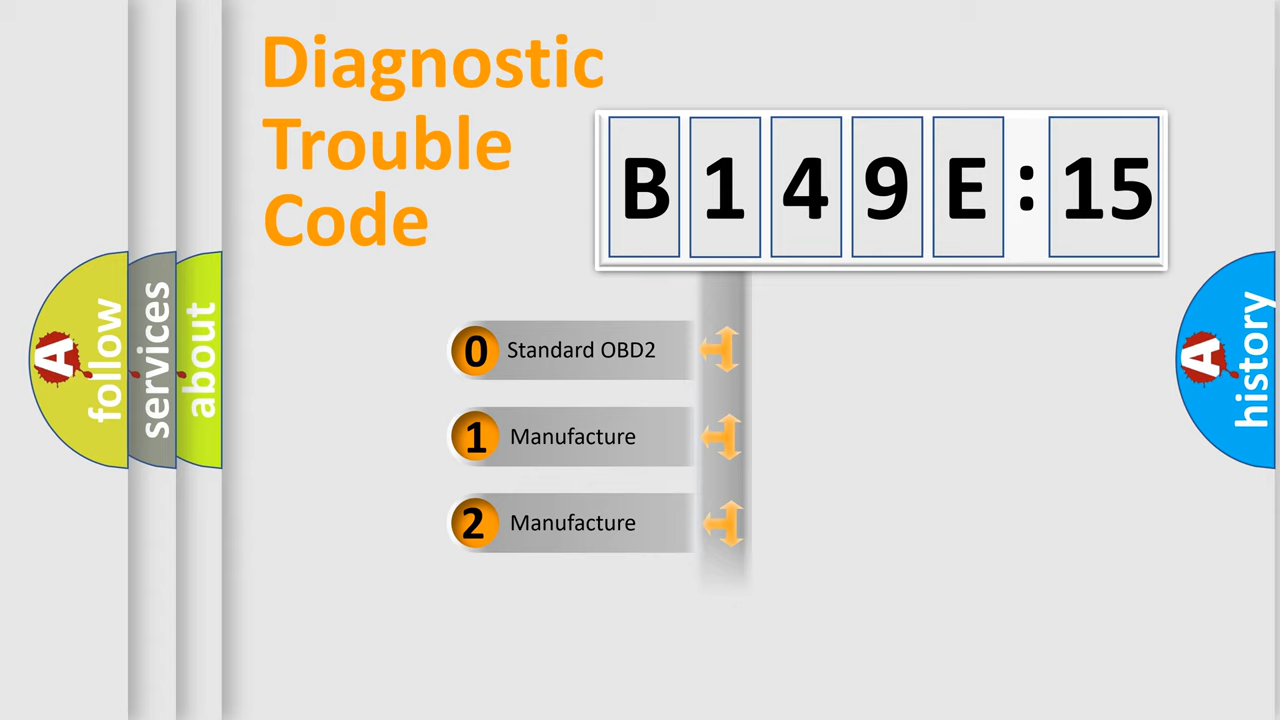 Diagnostic
Trouble
Code
B 1 4 9 E : 15
0 Standard OBD2
1 Manufacture
2 Manufacture
A follow
services
about
A history